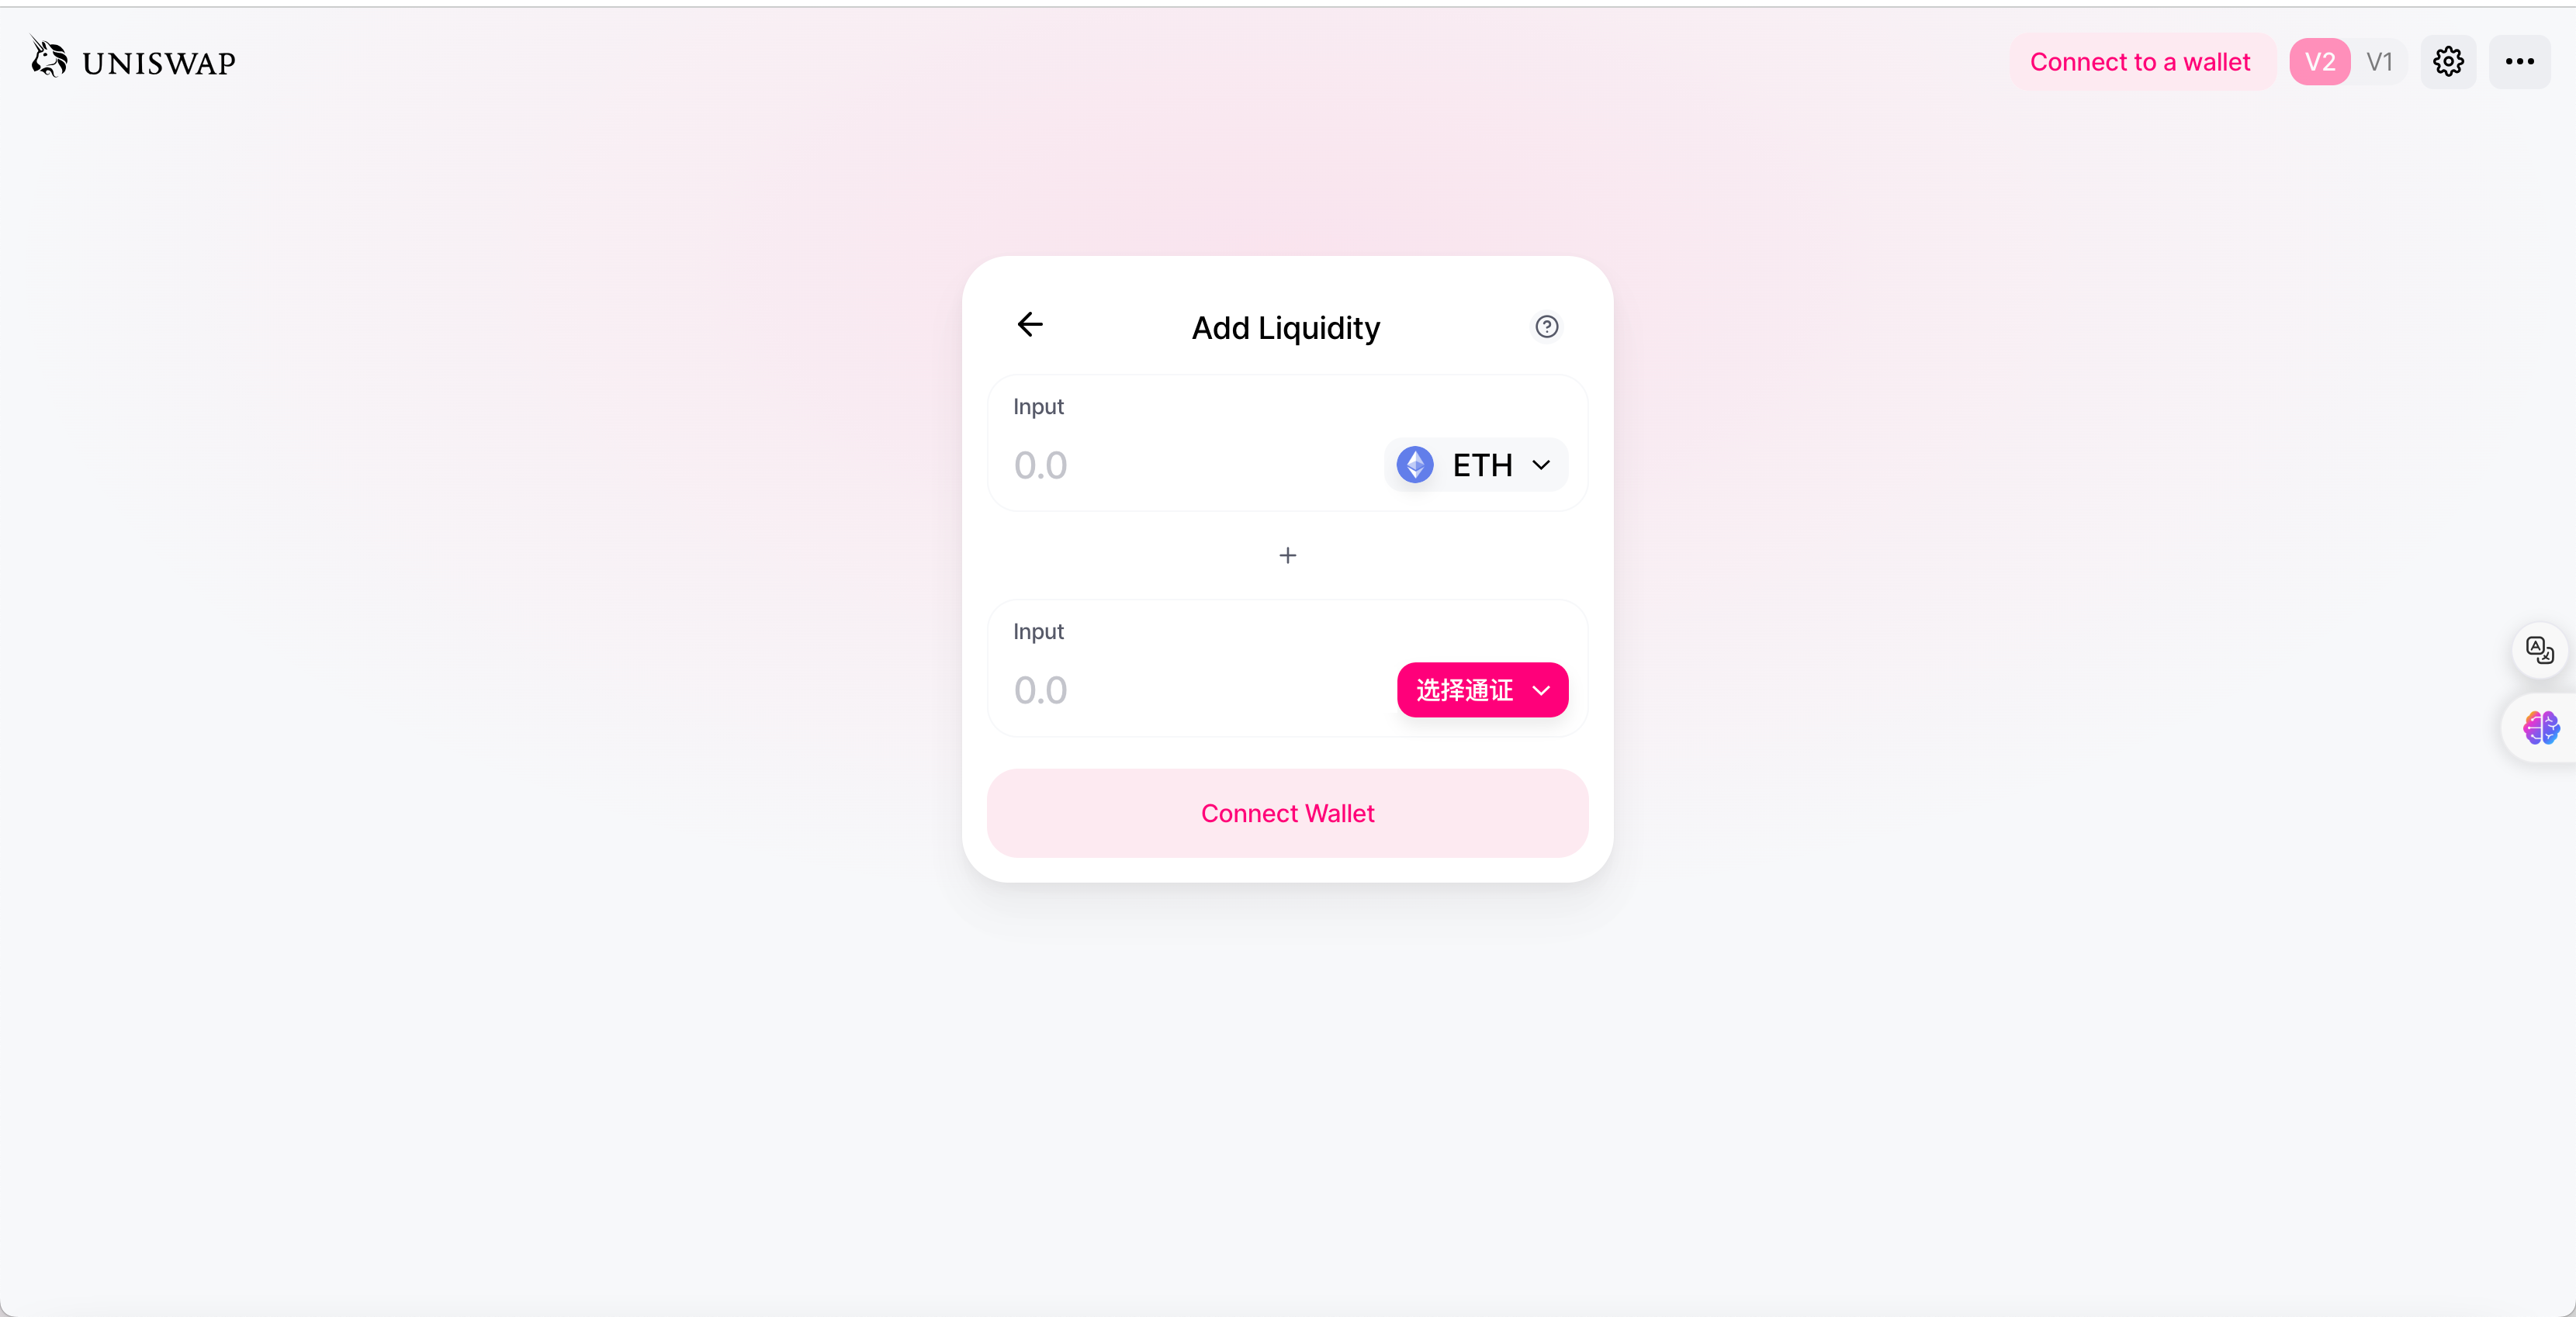 UNISWAP
Connect to a wallet
V2 V1
Add Liquidity
Input
0.0
ETH
+
Input
0.0
选择通证
Connect Wallet